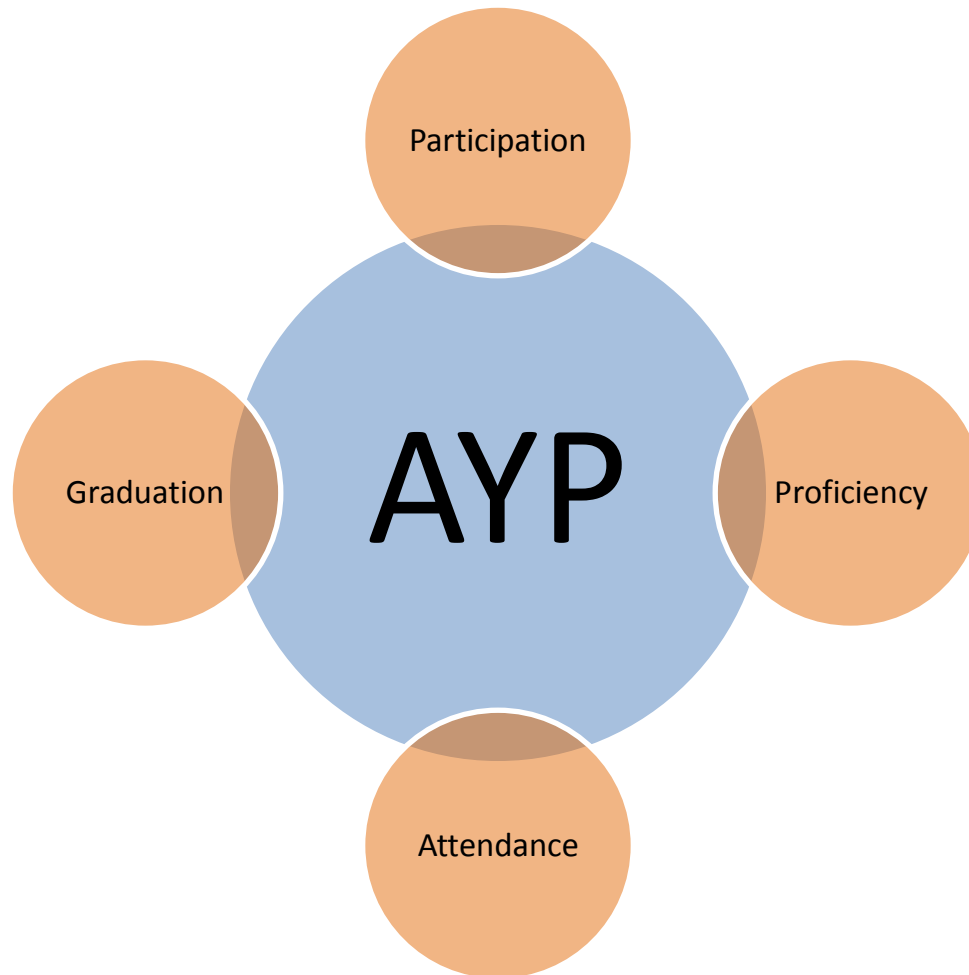 Participation
Graduation
AYP
Proficiency
Attendance